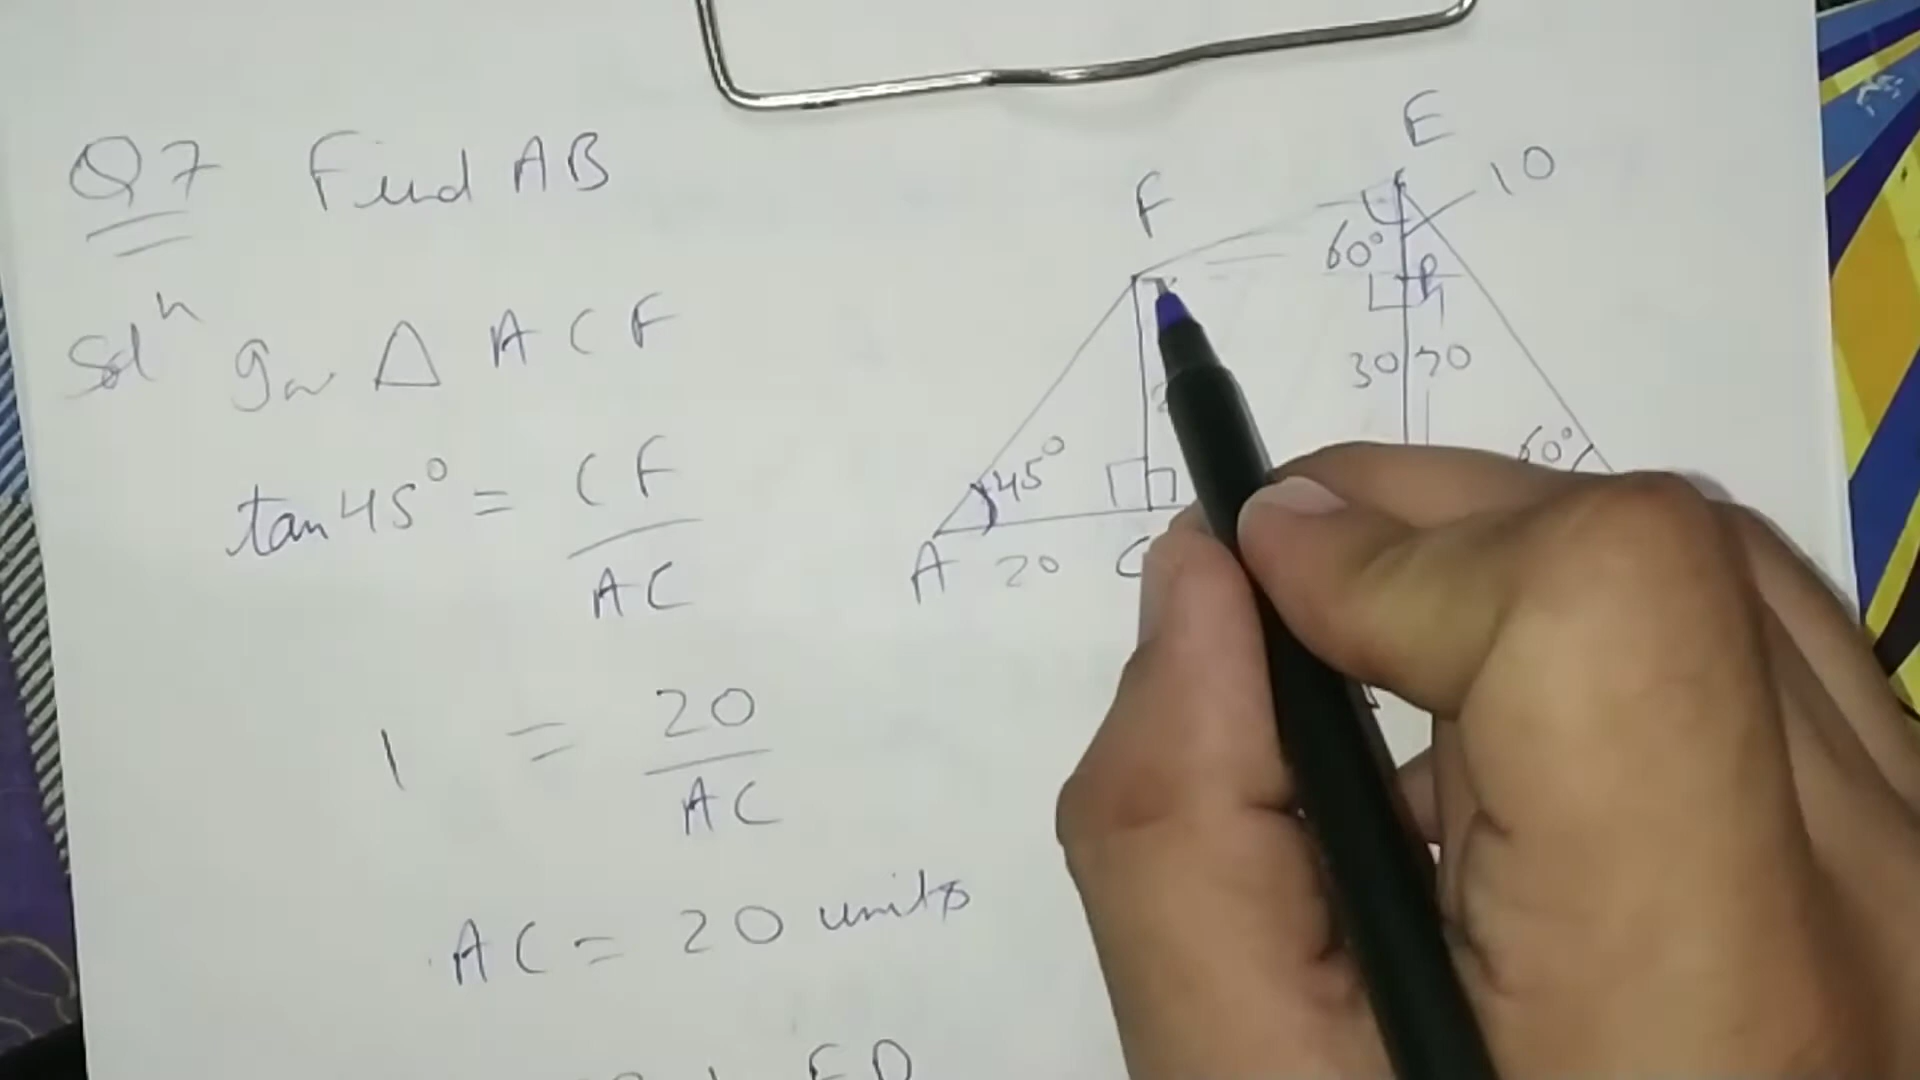 Q7 Find AB
Solⁿ In △ ACF
tan 45° = CF
AC
1 = 20
AC
AC = 20 units
ED
F
E
10
60°
P
30
45°
60°
A 20 C